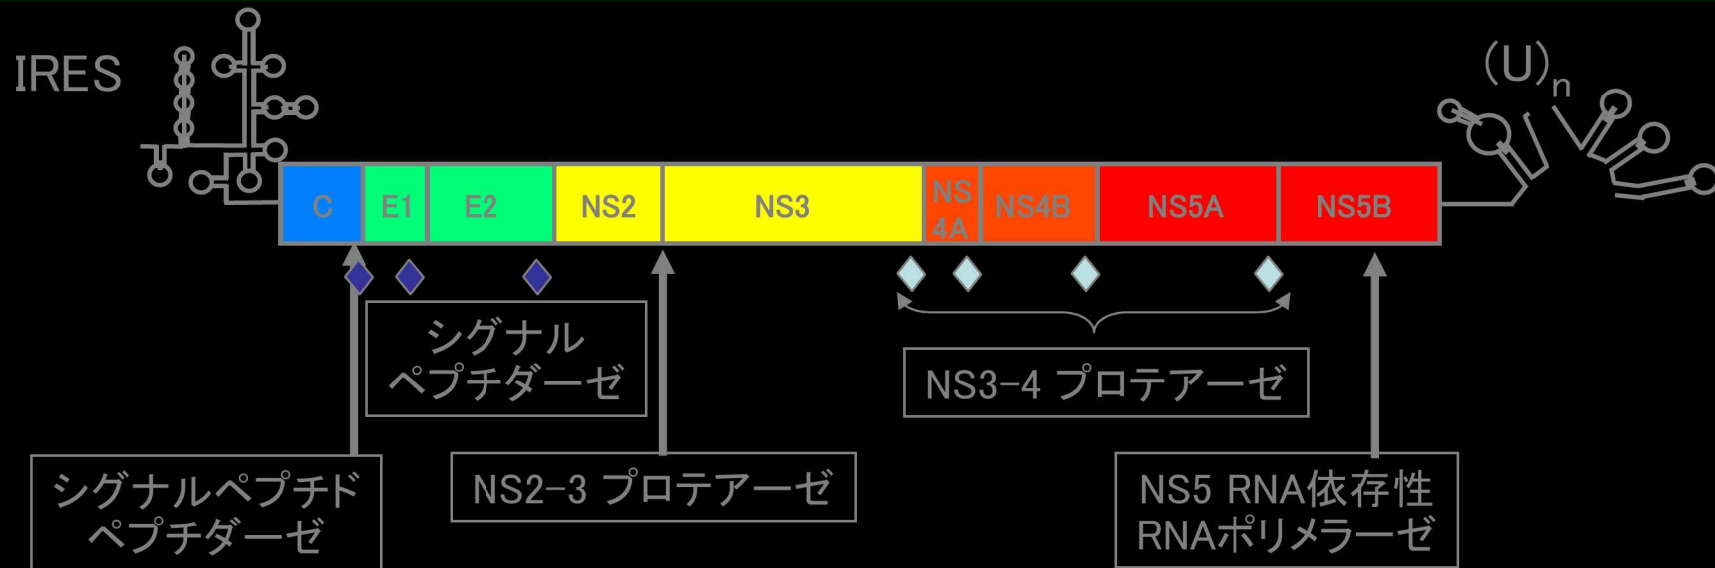 IRES
(U)n
C
E1
E2
NS2
NS3
NS
4A
NS4B
NS5A
NS5B
シグナル
ペプチダーゼ
NS3-4 プロテアーゼ
シグナルペプチド
ペプチダーゼ
NS2-3 プロテアーゼ
NS5 RNA依存性
RNAポリメラーゼ